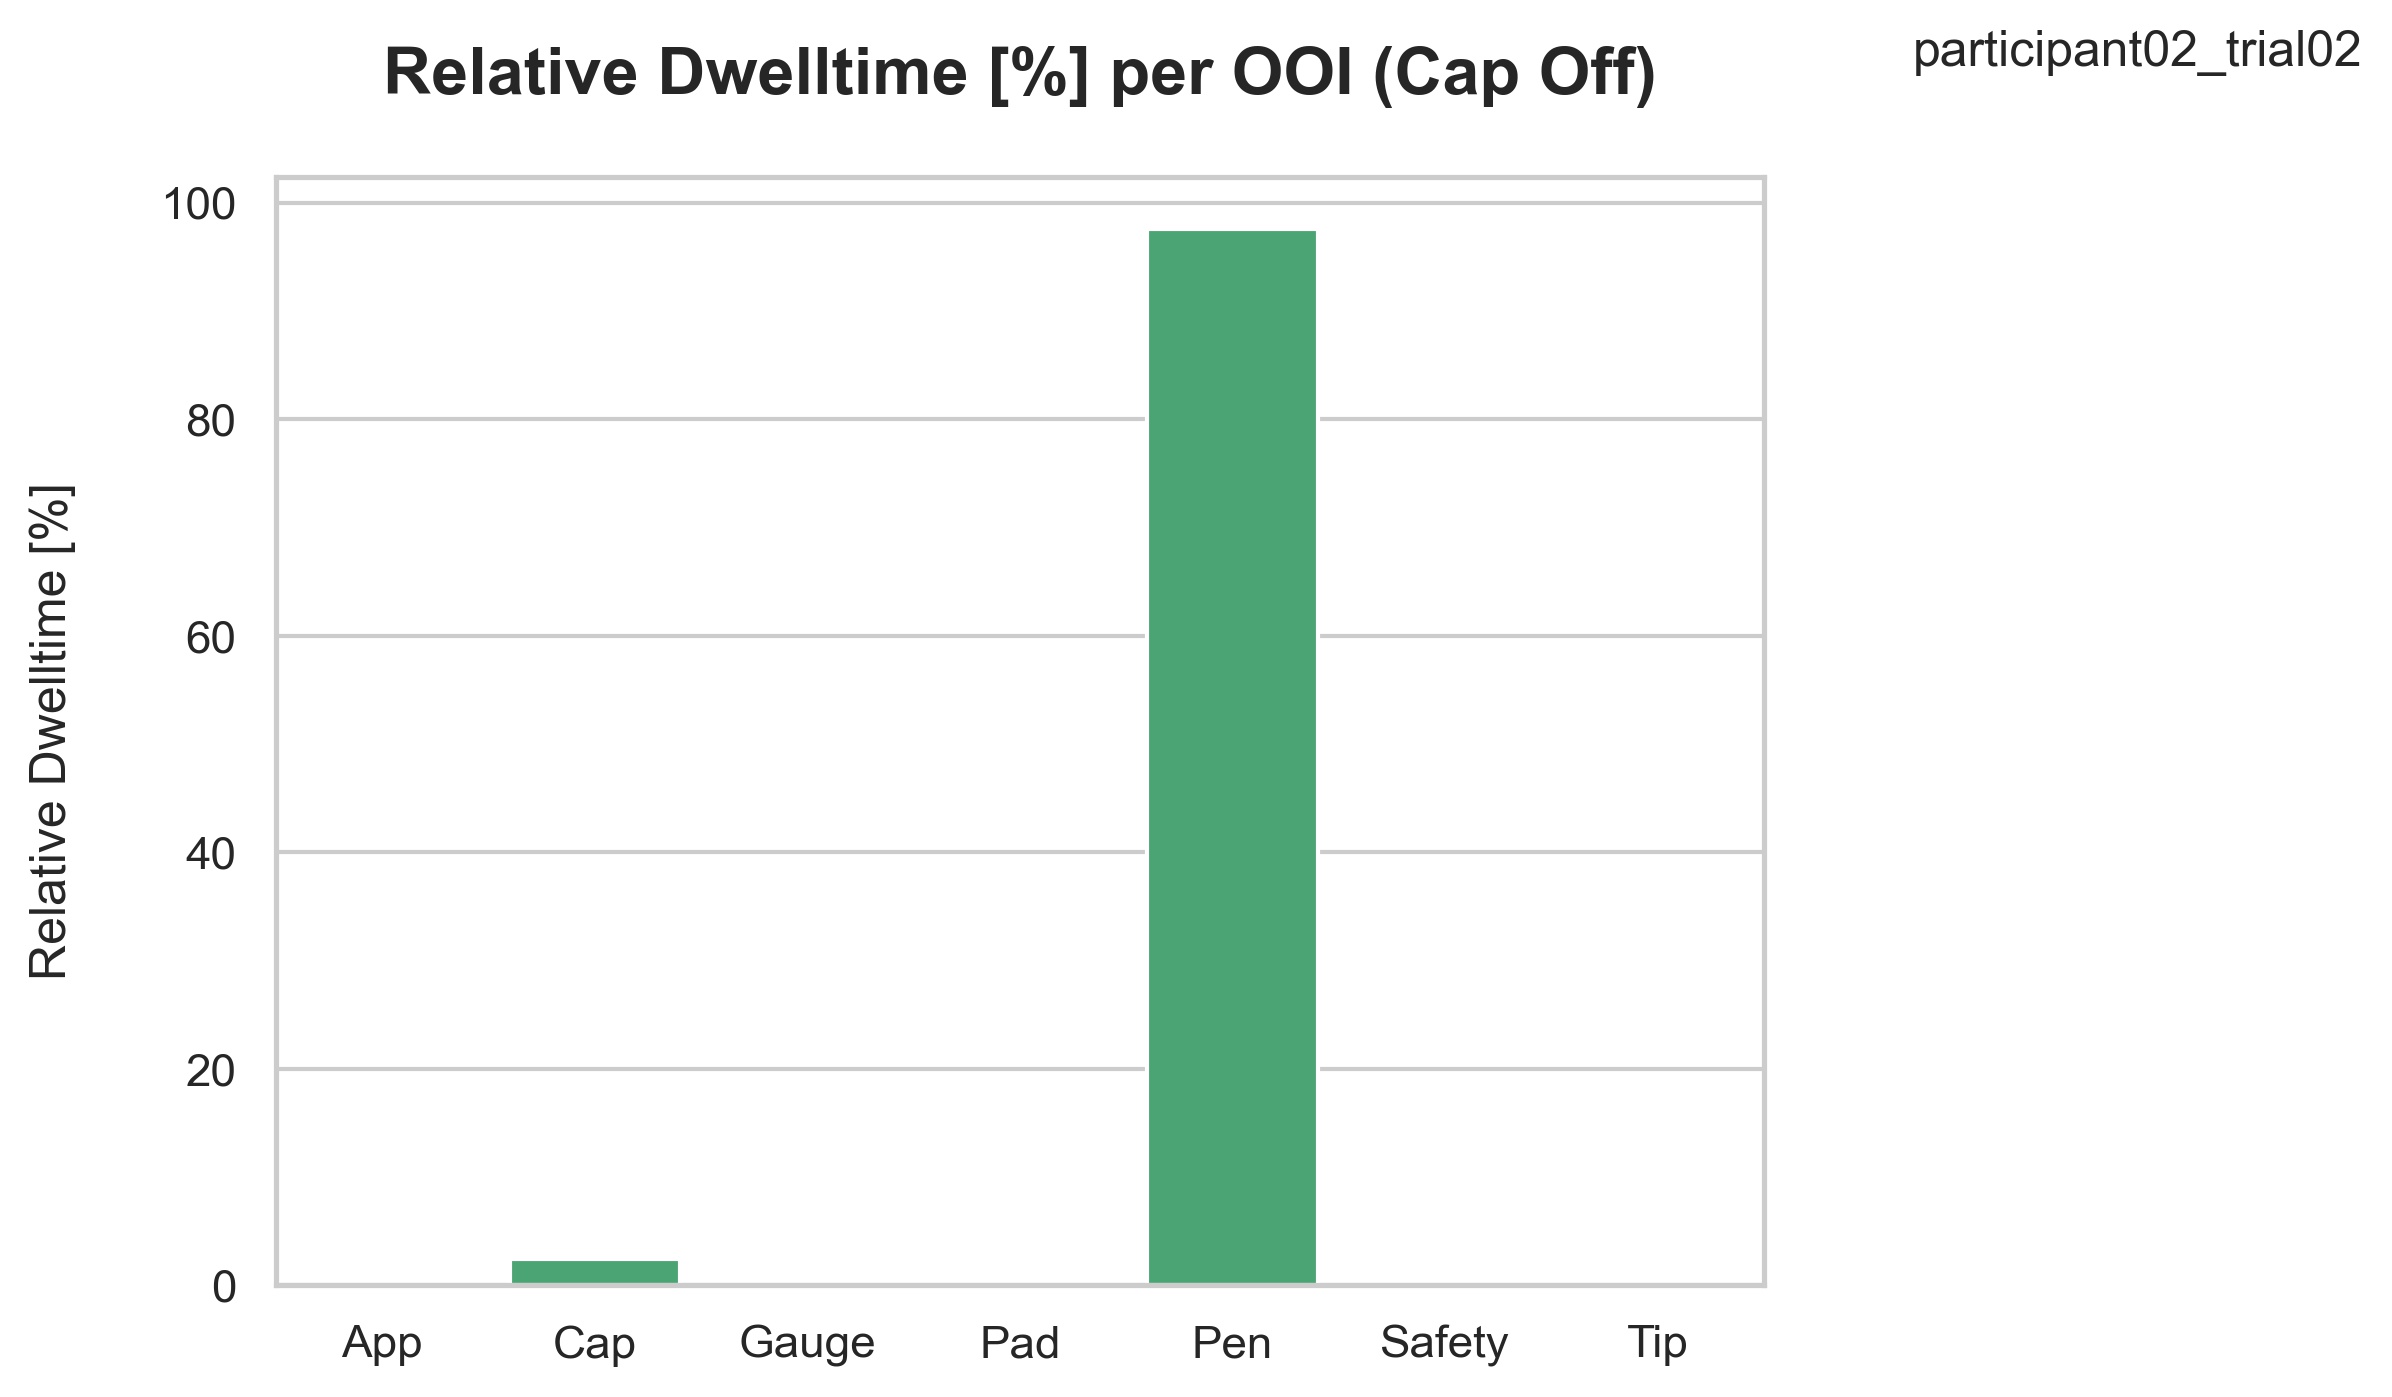 Relative Dwelltime [%] per OOI (Cap Off)
participant02_trial02
Relative Dwelltime [%]
100
80
60
40
20
0
App Cap Gauge Pad Pen Safety Tip